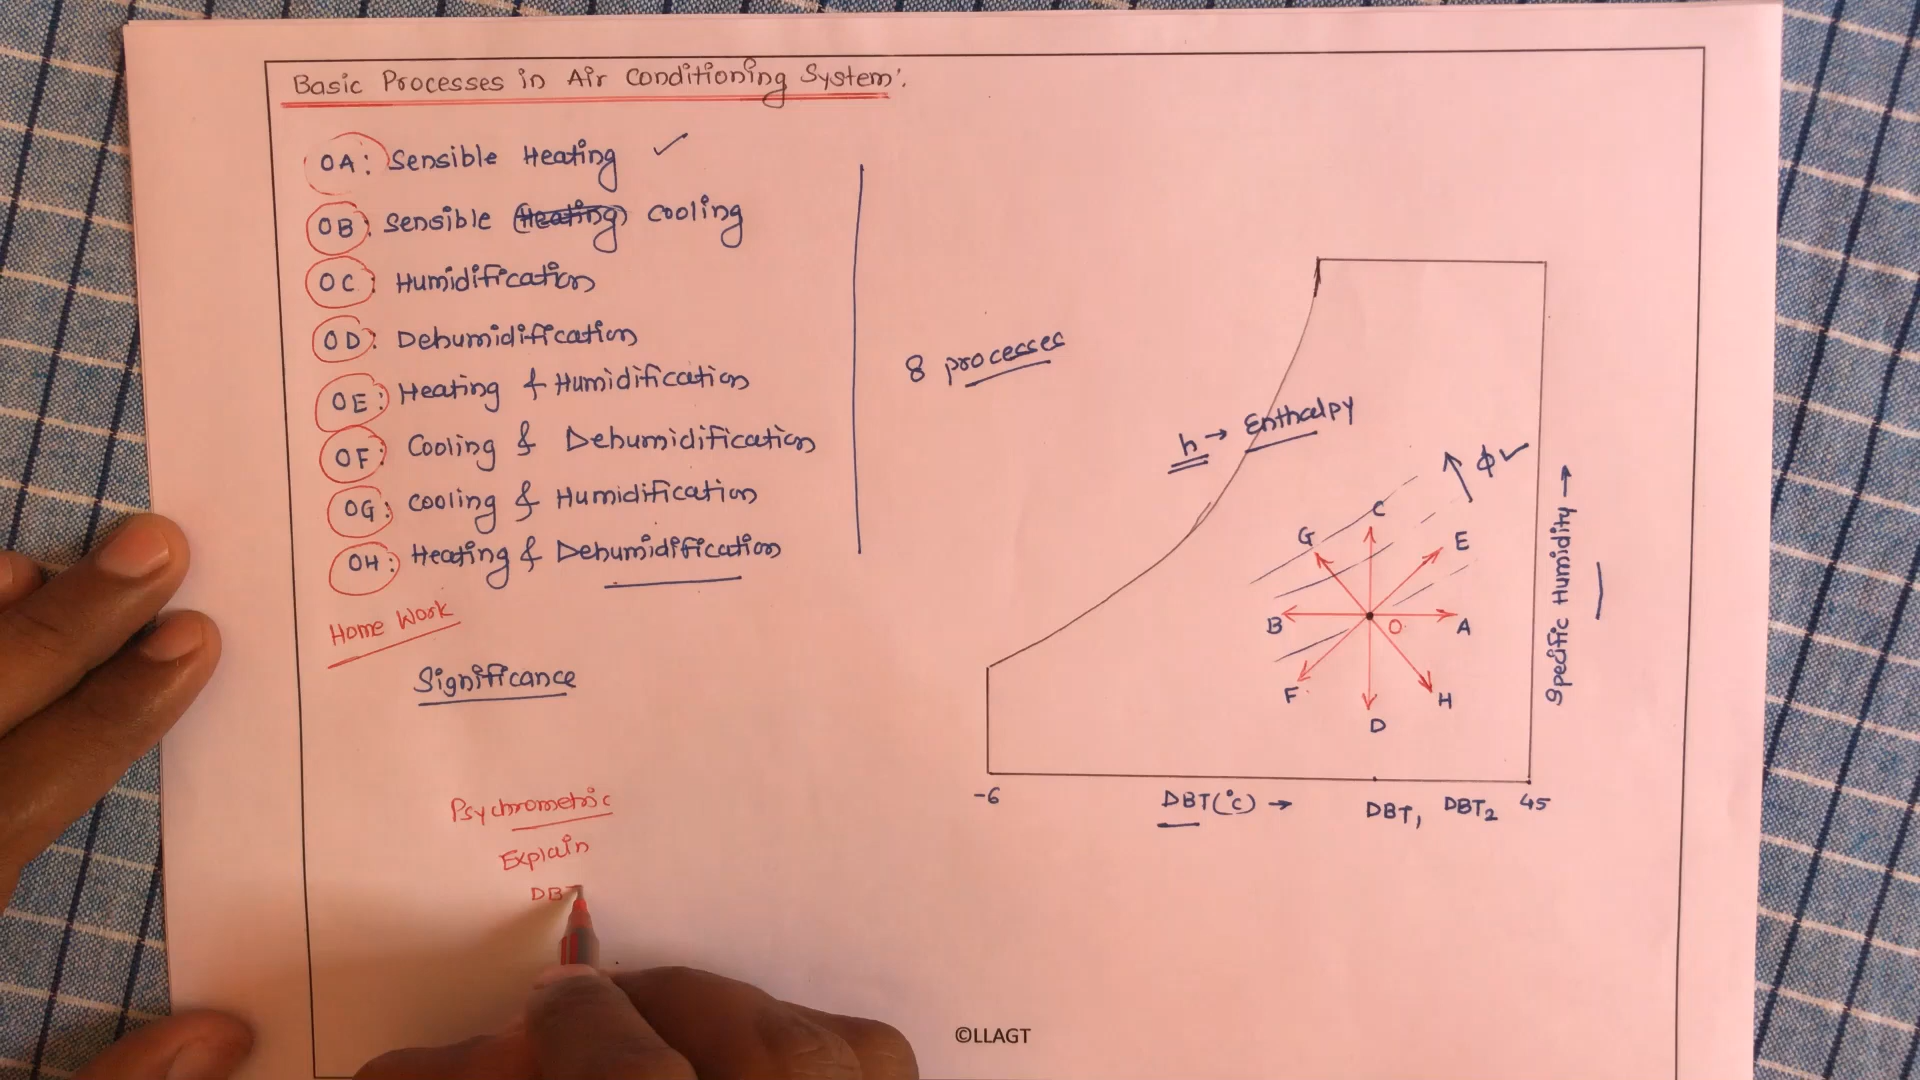 Basic Processes in Air Conditioning System:
OA: Sensible Heating ✓
OB: Sensible (Heating) cooling
OC: Humidification
OD: Dehumidification
OE: Heating & Humidification
OF: Cooling & Dehumidification
OG: Cooling & Humidification
OH: Heating & Dehumidification
Home Work
Significance
Psychrometric
Explain
DBT
8 processes
h → Enthalpy
ϕ ✓
C
G
E
B
O
A
F
H
D
Specific Humidity →
-6
DBT(°C) →
DBT1
DBT2
45
©LLAGT